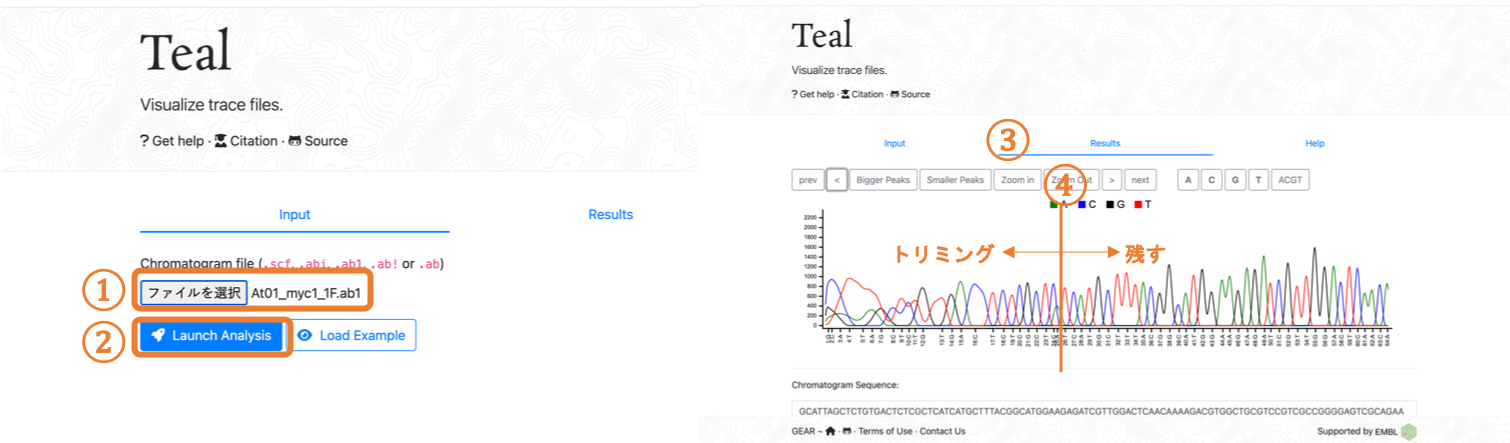 Teal
Visualize trace files.
? Get help · Citation · Source
Input Results
Chromatogram file (.scf, .abi, .ab1, .ab! or .ab)
① ファイルを選択 At01_myc1_1F.ab1
② Launch Analysis Load Example
Teal
Visualize trace files.
? Get help · Citation · Source
③
Input Results Help
prev < Bigger Peaks Smaller Peaks Zoom in Zoom Out > next A C G T ACGT
④
A C G T
トリミング 残す
2200
2000
1800
1600
1400
1200
1000
800
600
400
200
0
Chromatogram Sequence:
GCATTAGCTCTGTGACTCTCGCTCATCATGCTTTACGGCATGGAAGAGATCGTTGGACTCAACAAAAGACGTGGCTGCGTCCGTCGCCGGGGAGTCGCAGAA
GEAR ~ · · Terms of Use · Contact Us Supported by EMBL